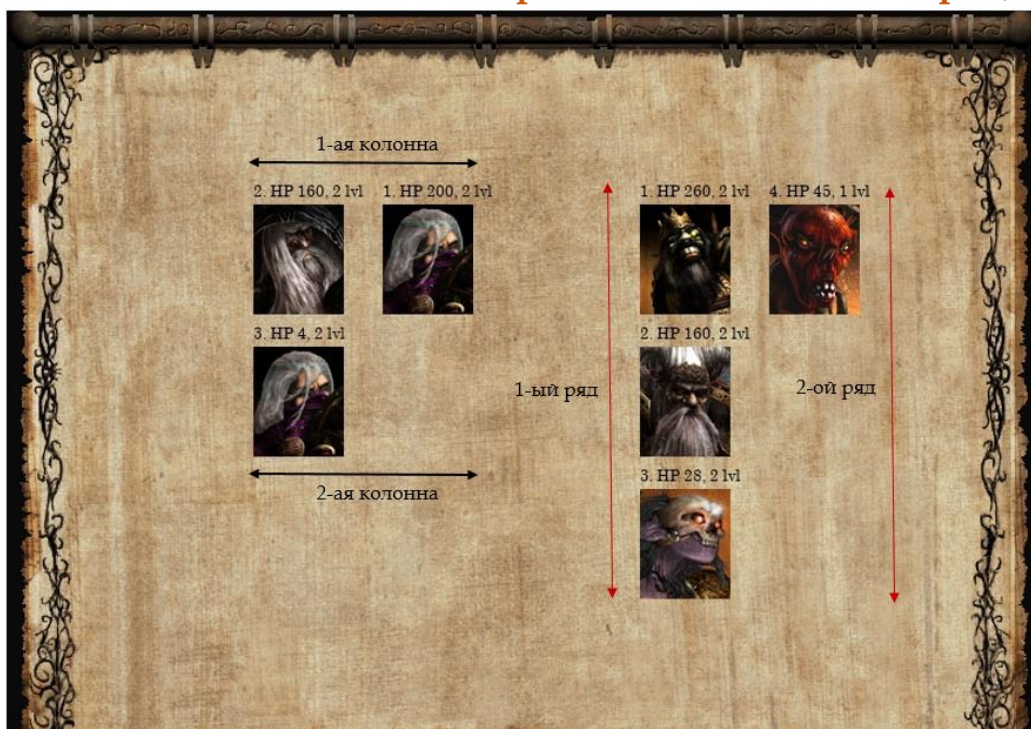 1-ая колонна
2. HP 160, 2 lvl
1. HP 200, 2 lvl
3. HP 4, 2 lvl
2-ая колонна
1. HP 260, 2 lvl
4. HP 45, 1 lvl
2. HP 160, 2 lvl
1-ый ряд
2-ой ряд
3. HP 28, 2 lvl